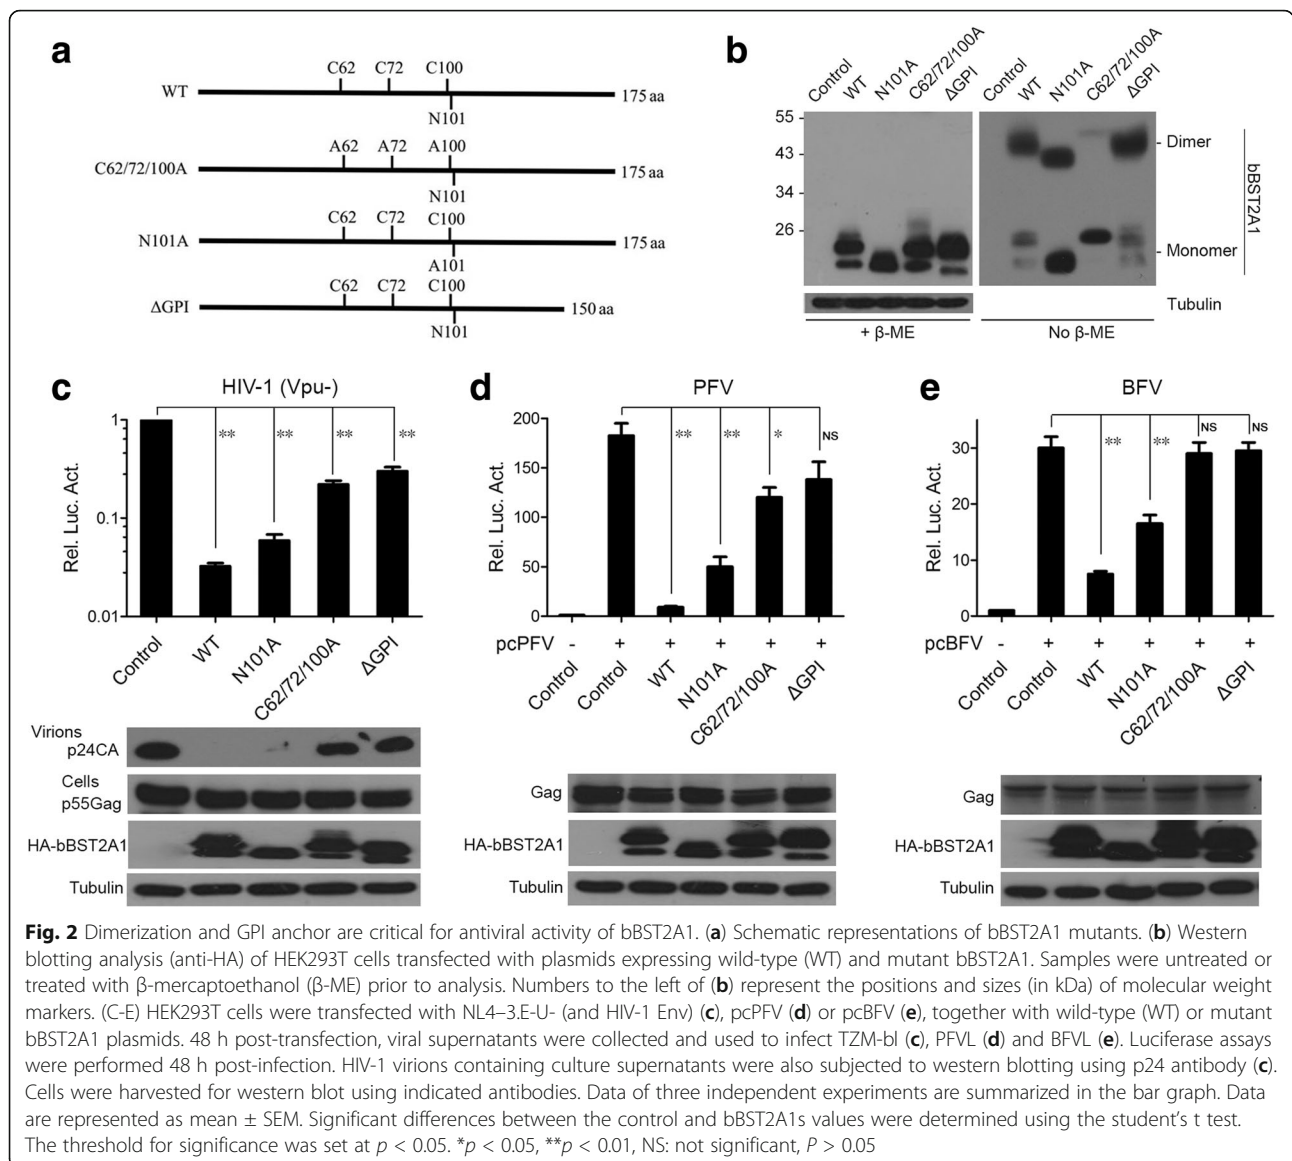 a
C62 C72 C100
WT 175 aa
N101
A62 A72 A100
C62/72/100A 175 aa
N101
C62 C72 C100
N101A 175 aa
A101
C62 C72 C100
ΔGPI 150 aa
N101
b
Control WT N101A C62/72/100A ΔGPI Control WT N101A C62/72/100A ΔGPI
55 -
43 -
34 -
26 -
- Dimer
- Monomer
bBST2A1
Tubulin
+ β-ME No β-ME
c
HIV-1 (Vpu-)
Rel. Luc. Act.
1
0.1
0.01
** ** ** **
Control WT N101A C62/72/100A ΔGPI
Virions
p24CA
Cells
p55Gag
HA-bBST2A1
Tubulin
d
PFV
Rel. Luc. Act.
200
150
100
50
0
** ** * NS
pcPFV - + + + + +
Control Control WT N101A C62/72/100A ΔGPI
Gag
HA-bBST2A1
Tubulin
e
BFV
Rel. Luc. Act.
30
20
10
0
** ** NS NS
pcBFV - + + + + +
Control Control WT N101A C62/72/100A ΔGPI
Gag
HA-bBST2A1
Tubulin
Fig. 2 Dimerization and GPI anchor are critical for antiviral activity of bBST2A1. (a) Schematic representations of bBST2A1 mutants. (b) Western
blotting analysis (anti-HA) of HEK293T cells transfected with plasmids expressing wild-type (WT) and mutant bBST2A1. Samples were untreated or
treated with β-mercaptoethanol (β-ME) prior to analysis. Numbers to the left of (b) represent the positions and sizes (in kDa) of molecular weight
markers. (C-E) HEK293T cells were transfected with NL4–3.E-U- (and HIV-1 Env) (c), pcPFV (d) or pcBFV (e), together with wild-type (WT) or mutant
bBST2A1 plasmids. 48 h post-transfection, viral supernatants were collected and used to infect TZM-bl (c), PFVL (d) and BFVL (e). Luciferase assays
were performed 48 h post-infection. HIV-1 virions containing culture supernatants were also subjected to western blotting using p24 antibody (c).
Cells were harvested for western blot using indicated antibodies. Data of three independent experiments are summarized in the bar graph. Data
are represented as mean ± SEM. Significant differences between the control and bBST2A1s values were determined using the student's t test.
The threshold for significance was set at p < 0.05. *p < 0.05, **p < 0.01, NS: not significant, P > 0.05